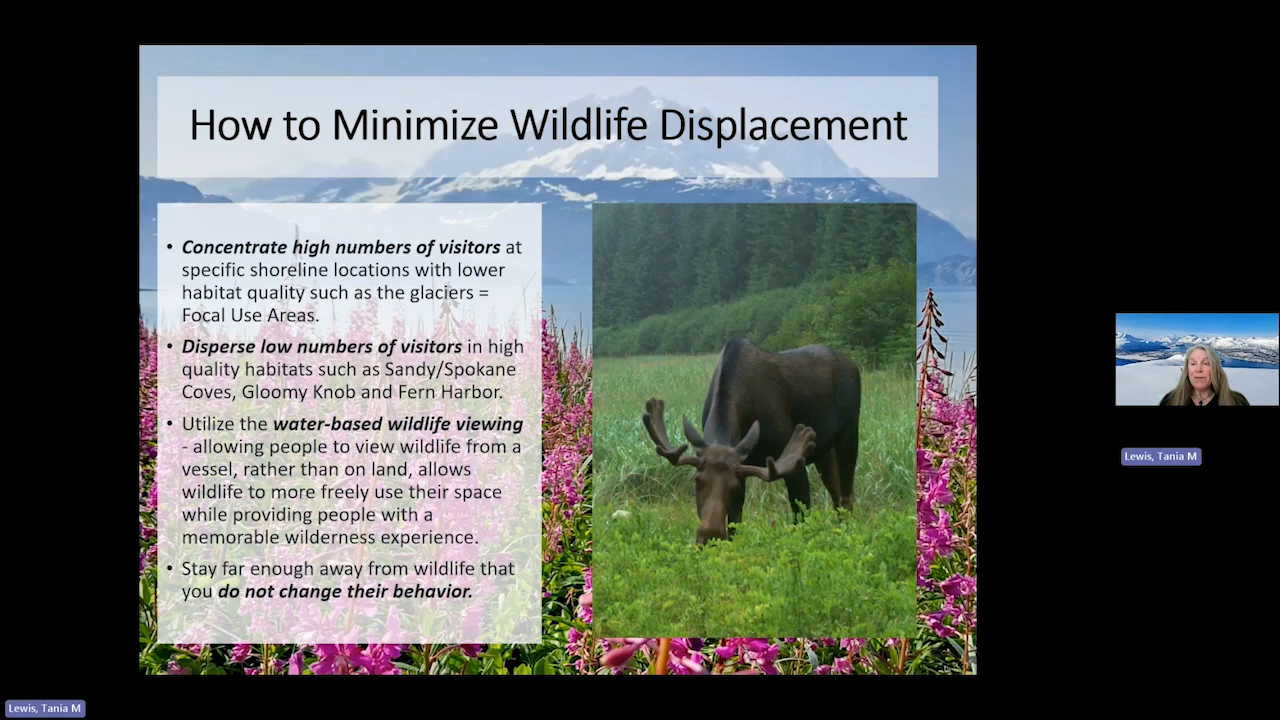 How to Minimize Wildlife Displacement
• Concentrate high numbers of visitors at
specific shoreline locations with lower
habitat quality such as the glaciers =
Focal Use Areas.
• Disperse low numbers of visitors in high
quality habitats such as Sandy/Spokane
Coves, Gloomy Knob and Fern Harbor.
• Utilize the water-based wildlife viewing
- allowing people to view wildlife from a
vessel, rather than on land, allows
wildlife to more freely use their space
while providing people with a
memorable wilderness experience.
• Stay far enough away from wildlife that
you do not change their behavior.
Lewis, Tania M
Lewis, Tania M